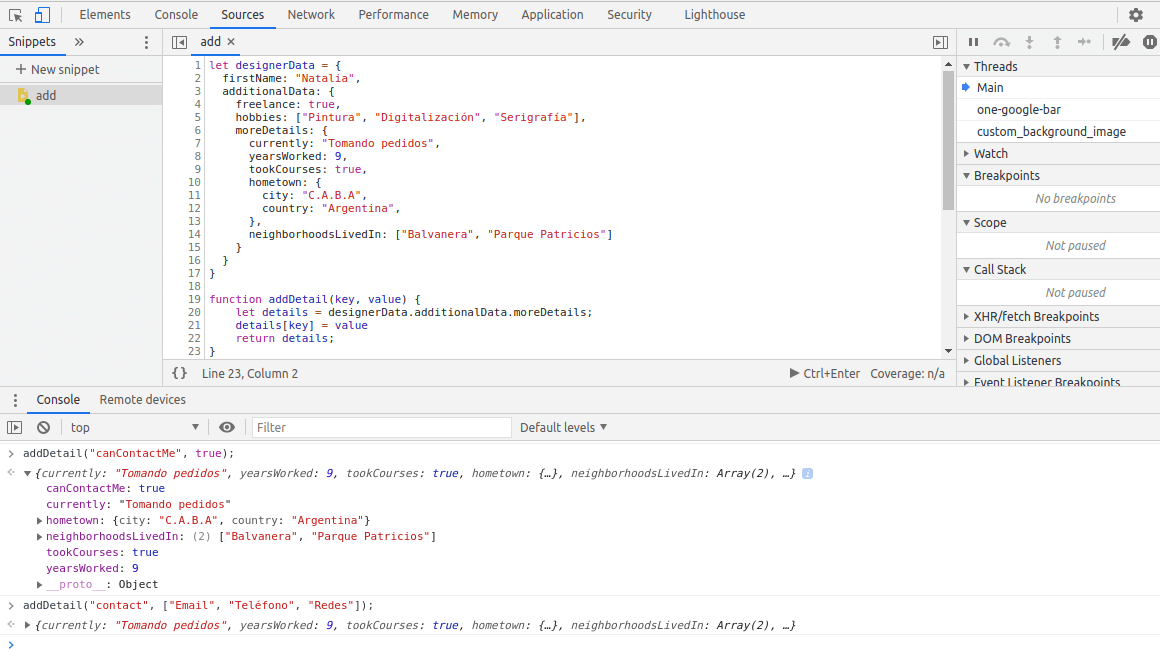 Elements Console Sources Network Performance Memory Application Security Lighthouse
Snippets »
+ New snippet
add
add ×
1 let designerData = {
2 firstName: "Natalia",
3 additionalData: {
4 freelance: true,
5 hobbies: ["Pintura", "Digitalización", "Serigrafía"],
6 moreDetails: {
7 currently: "Tomando pedidos",
8 yearsWorked: 9,
9 tookCourses: true,
10 hometown: {
11 city: "C.A.B.A",
12 country: "Argentina",
13 },
14 neighborhoodsLivedIn: ["Balvanera", "Parque Patricios"]
15 }
16 }
17 }
18
19 function addDetail(key, value) {
20 let details = designerData.additionalData.moreDetails;
21 details[key] = value
22 return details;
23 }
{} Line 23, Column 2 Ctrl+Enter Coverage: n/a
Threads
Main
one-google-bar
custom_background_image
Watch
Breakpoints
No breakpoints
Scope
Not paused
Call Stack
Not paused
XHR/fetch Breakpoints
DOM Breakpoints
Global Listeners
Event Listener Breakpoints
Console Remote devices
top Filter Default levels
addDetail("canContactMe", true);
{currently: "Tomando pedidos", yearsWorked: 9, tookCourses: true, hometown: {…}, neighborhoodsLivedIn: Array(2), …} i
canContactMe: true
currently: "Tomando pedidos"
hometown: {city: "C.A.B.A", country: "Argentina"}
neighborhoodsLivedIn: (2) ["Balvanera", "Parque Patricios"]
tookCourses: true
yearsWorked: 9
__proto__: Object
addDetail("contact", ["Email", "Teléfono", "Redes"]);
{currently: "Tomando pedidos", yearsWorked: 9, tookCourses: true, hometown: {…}, neighborhoodsLivedIn: Array(2), …}